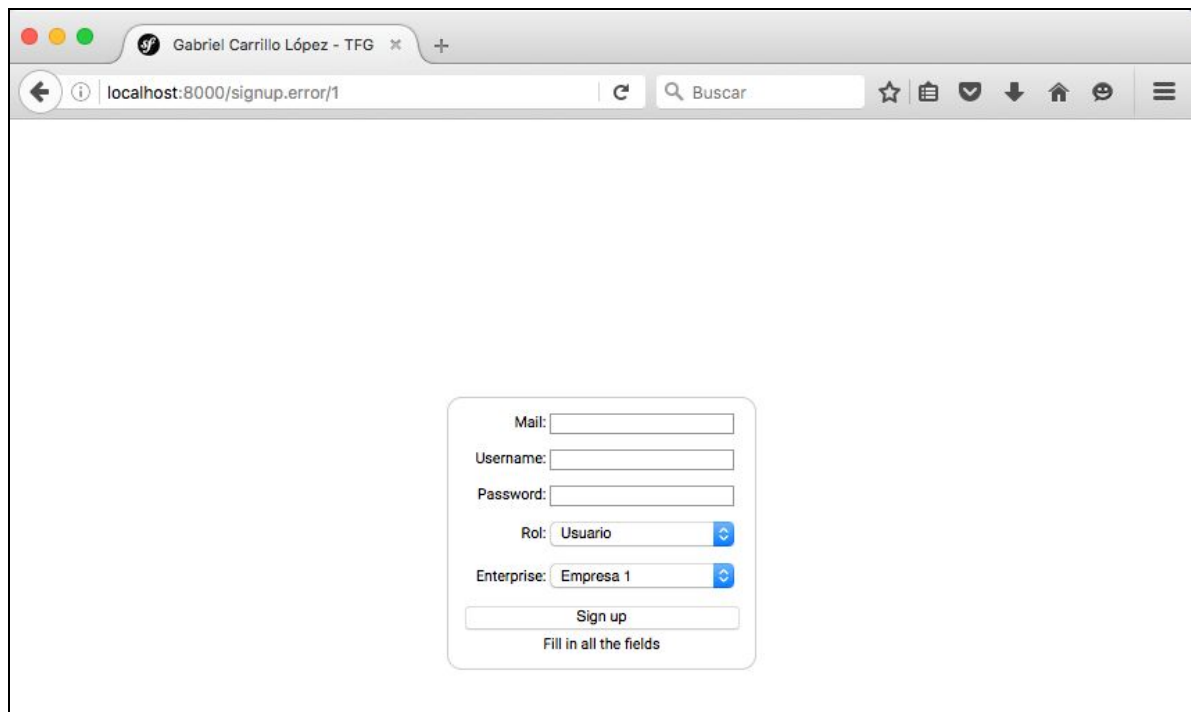 Gabriel Carrillo López - TFG
localhost:8000/signup.error/1
Buscar
Mail:
Username:
Password:
Rol: Usuario
Enterprise: Empresa 1
Sign up
Fill in all the fields